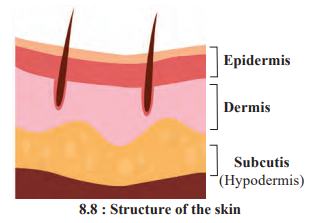 Epidermis
Dermis
Subcutis
(Hypodermis)
8.8 : Structure of the skin